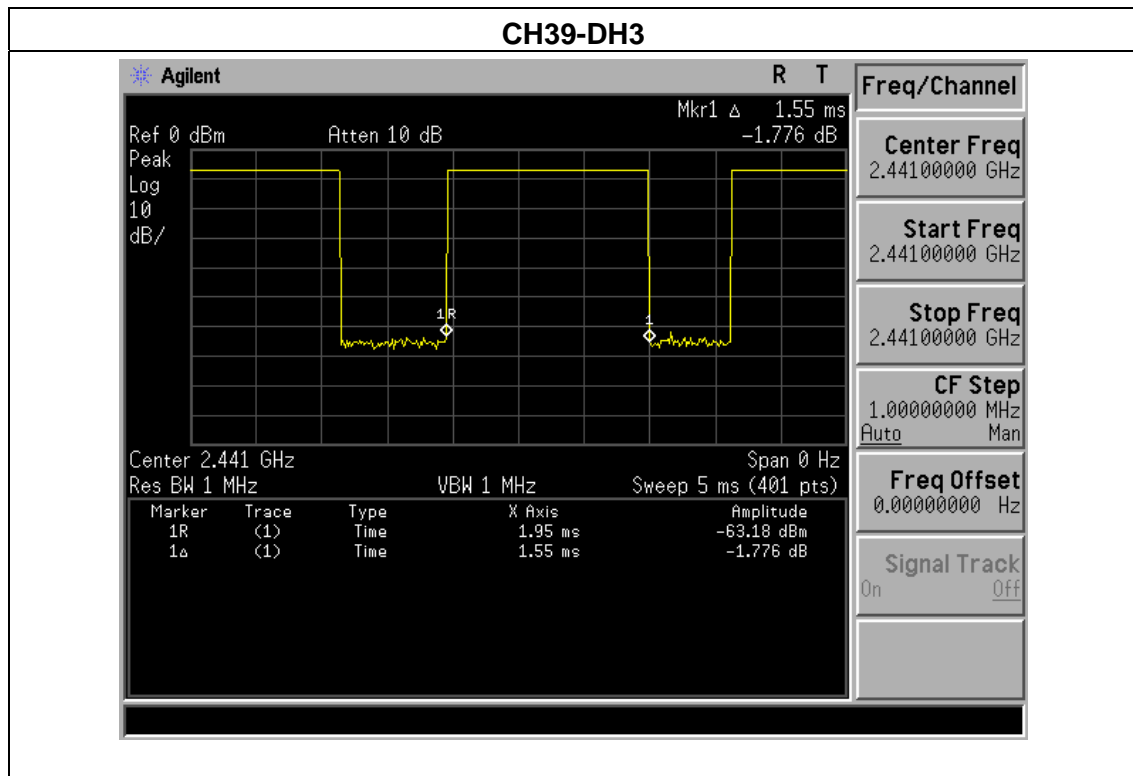 CH39-DH3
Agilent R T
Mkr1 Δ 1.55 ms
Ref 0 dBm Atten 10 dB -1.776 dB
Peak
Log
10
dB/
1R
1
Center 2.441 GHz Span 0 Hz
Res BW 1 MHz VBW 1 MHz Sweep 5 ms (401 pts)
Marker Trace Type X Axis Amplitude
1R (1) Time 1.95 ms -63.18 dBm
1Δ (1) Time 1.55 ms -1.776 dB
Freq/Channel
Center Freq
2.44100000 GHz
Start Freq
2.44100000 GHz
Stop Freq
2.44100000 GHz
CF Step
1.00000000 MHz
Auto Man
Freq Offset
0.00000000 Hz
Signal Track
On Off